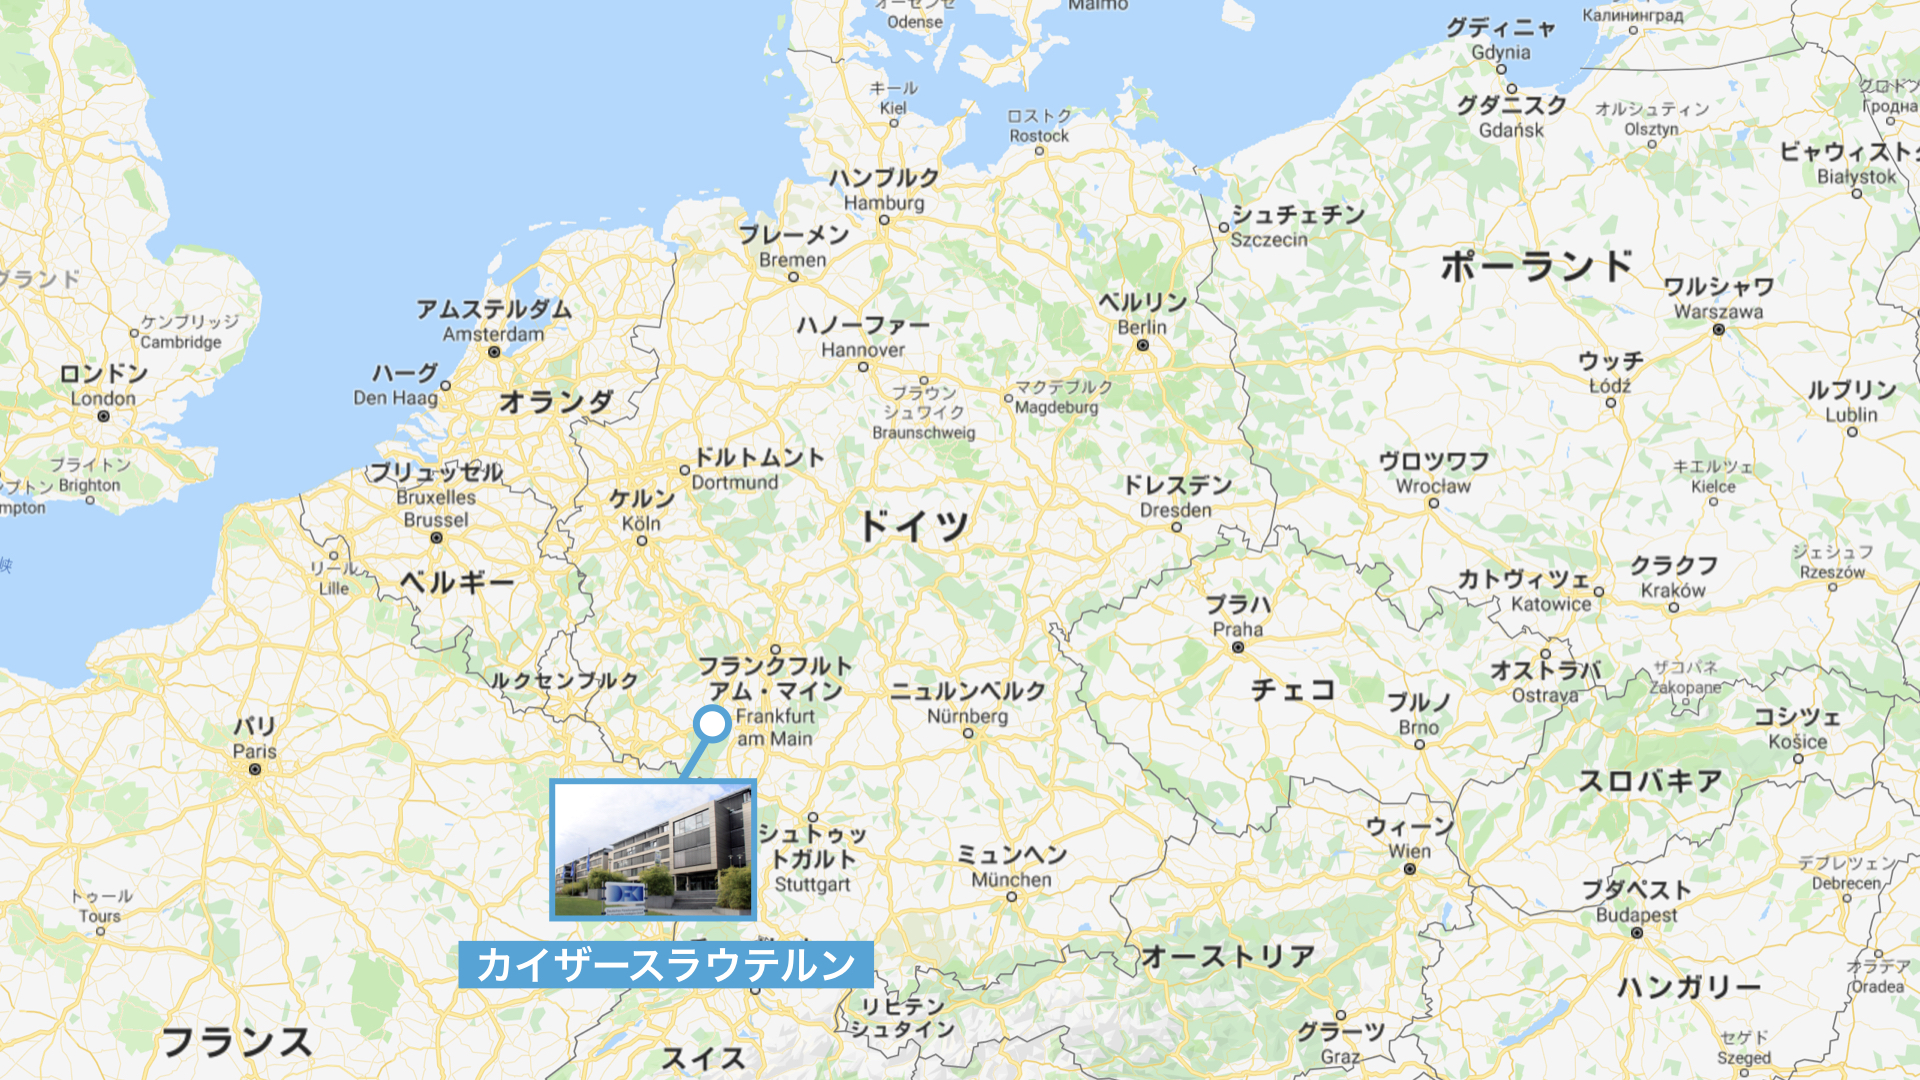 オーデンセ
Odense
Malmö
グディニャ
Gdynia
Калининград
キール
Kiel
ロストク
Rostock
グダニスク
Gdańsk
オルシュティン
Olsztyn
Гродна
ビャウィスト
Białystok
ハンブルク
Hamburg
シュチェチン
Szczecin
ブレーメン
Bremen
ポーランド
グランド
ワルシャワ
Warszawa
アムステルダム
Amsterdam
ケンブリッジ
Cambridge
ハノーファー
Hannover
ベルリン
Berlin
ロンドン
London
ハーグ
Den Haag
オランダ
ブラウン
シュワイク
Braunschweig
マクデブルク
Magdeburg
ウッチ
Łódź
ルブリン
Lublin
ブライトン
Brighton
プトン
mpton
ブリュッセル
Bruxelles
Brussel
ドルトムント
Dortmund
ケルン
Köln
ドイツ
ドレスデン
Dresden
ヴロツワフ
Wrocław
キエルツェ
Kielce
峡
リール
Lille
ベルギー
プラハ
Praha
カトヴィツェ
Katowice
クラクフ
Kraków
ジェシュフ
Rzeszów
ルクセンブルク
フランクフルト
アム・マイン
Frankfurt
am Main
ニュルンベルク
Nürnberg
チェコ
ブルノ
Brno
オストラバ
Ostrava
ザコパネ
Zakopane
コシツェ
Košice
パリ
Paris
スロバキア
シュトゥッ
トガルト
Stuttgart
ミュンヘン
München
ウィーン
Wien
デブレツェン
Debrecen
トゥール
Tours
ブダペスト
Budapest
カイザースラウテルン
オーストリア
ハンガリー
オラデア
Oradea
リヒテン
シュタイン
フランス
スイス
グラーツ
Graz
セゲド
Szeged